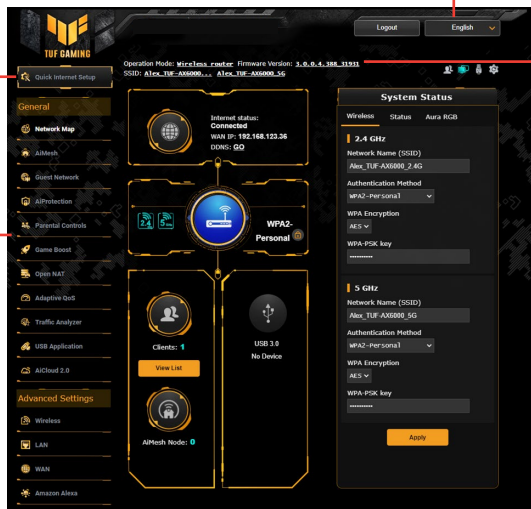 Logout
English
TUF GAMING
Operation Mode: Wireless router Firmware Version: 3.0.0.4.388_31931
SSID: Alex_TUF-AX6000... Alex_TUF-AX6000_5G
Quick Internet Setup
General
Network Map
AiMesh
Guest Network
AiProtection
Parental Controls
Game Boost
Open NAT
Adaptive QoS
Traffic Analyzer
USB Application
AiCloud 2.0
Advanced Settings
Wireless
LAN
WAN
Amazon Alexa
Internet status:
Connected
WAN IP: 192.168.123.36
DDNS: GO
2.4
5
WPA2-
Personal
Clients: 1
View List
AiMesh Node: 0
USB 3.0
No Device
System Status
Wireless Status Aura RGB
2.4 GHz
Network Name (SSID)
Alex_TUF-AX6000_2.4G
Authentication Method
WPA2-Personal
WPA Encryption
AES
WPA-PSK key
5 GHz
Network Name (SSID)
Alex_TUF-AX6000_5G
Authentication Method
WPA2-Personal
WPA Encryption
AES
WPA-PSK key
Apply